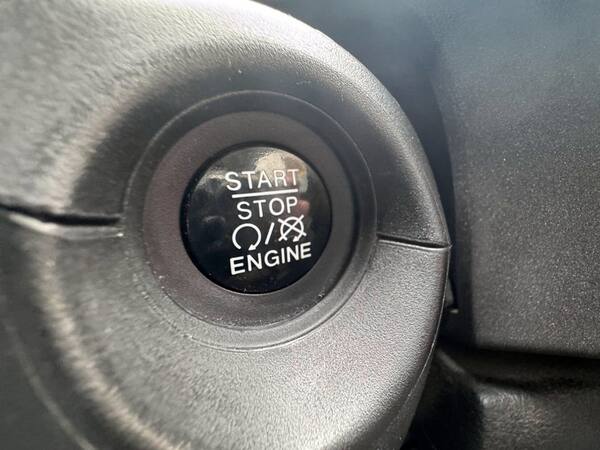 START
STOP
/
ENGINE